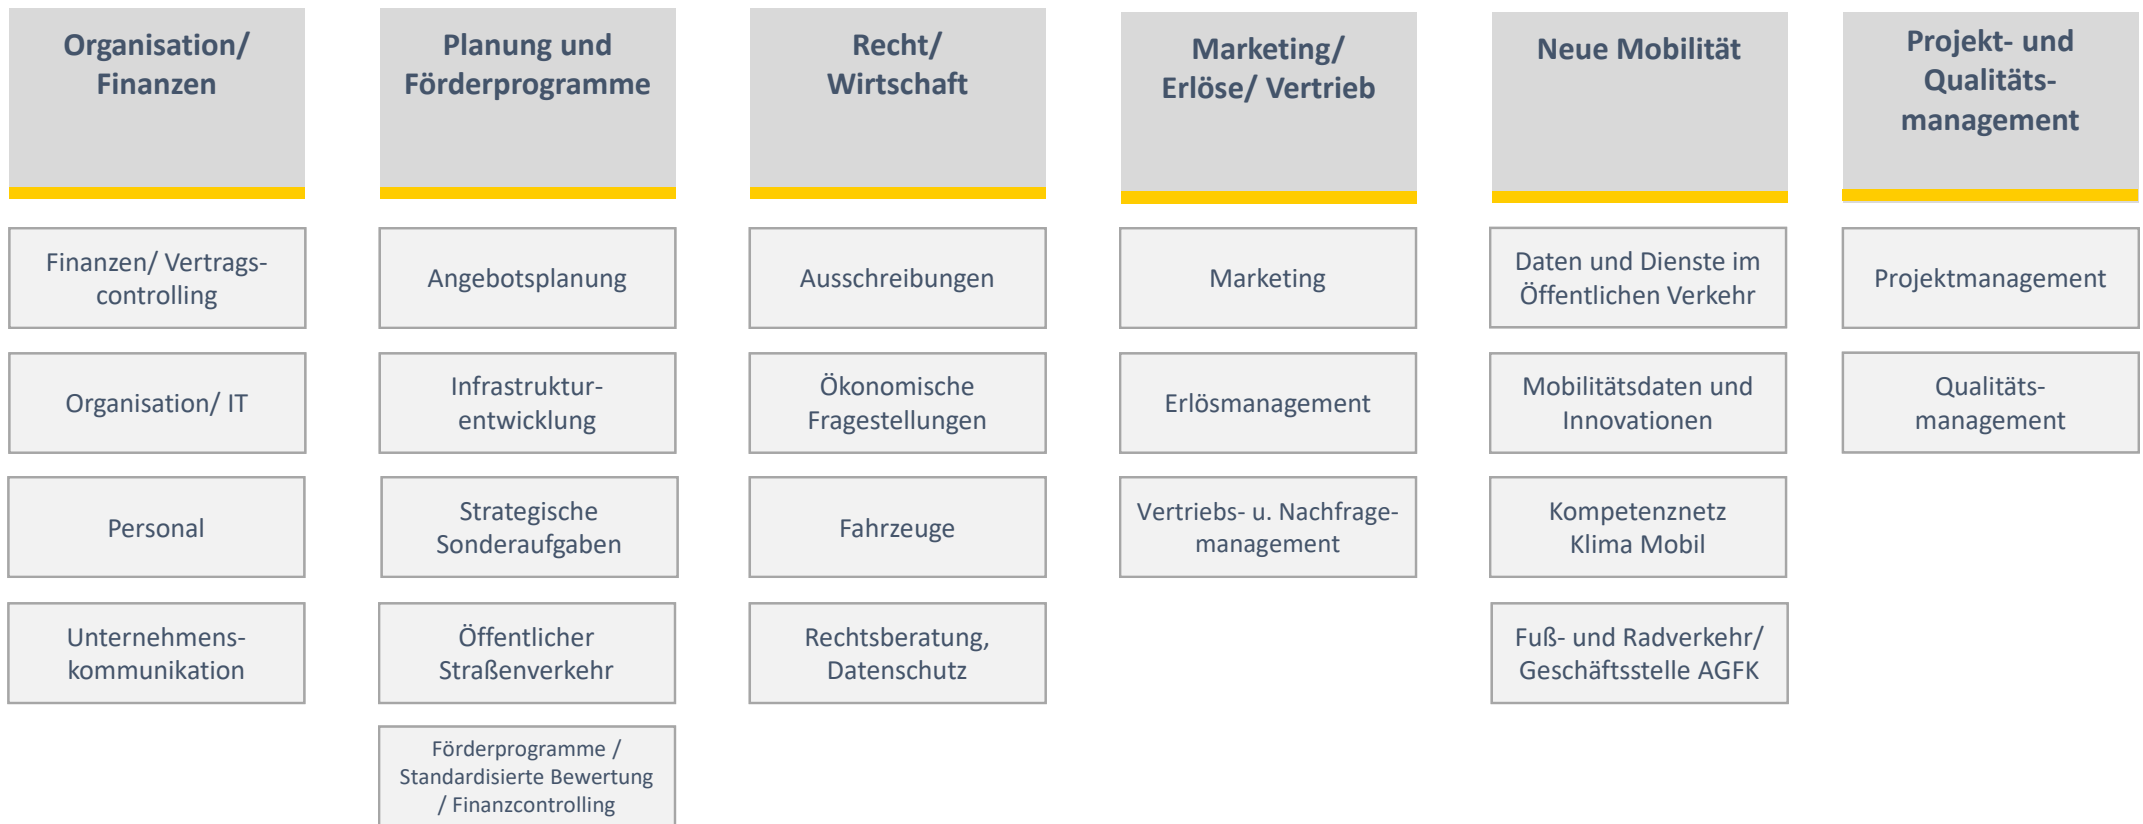 Organisation/
Finanzen
Finanzen/ Vertrags-
controlling
Organisation/ IT
Personal
Unternehmens-
kommunikation
Planung und
Förderprogramme
Angebotsplanung
Infrastruktur-
entwicklung
Strategische
Sonderaufgaben
Öffentlicher
Straßenverkehr
Förderprogramme /
Standardisierte Bewertung
/ Finanzcontrolling
Recht/
Wirtschaft
Ausschreibungen
Ökonomische
Fragestellungen
Fahrzeuge
Rechtsberatung,
Datenschutz
Marketing/
Erlöse/ Vertrieb
Marketing
Erlösmanagement
Vertriebs- u. Nachfrage-
management
Neue Mobilität
Daten und Dienste im
Öffentlichen Verkehr
Mobilitätsdaten und
Innovationen
Kompetenznetz
Klima Mobil
Fuß- und Radverkehr/
Geschäftsstelle AGFK
Projekt- und
Qualitäts-
management
Projektmanagement
Qualitäts-
management